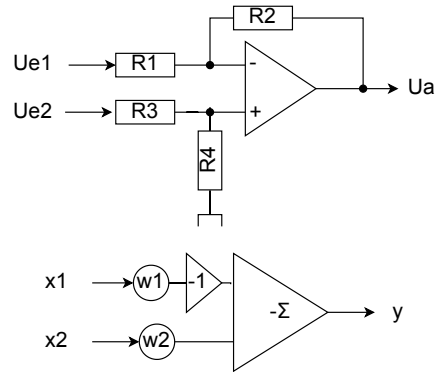 R2
Ue1 R1 -
Ua
Ue2 R3 +
R4
x1 w1 -1
-Σ y
x2 w2